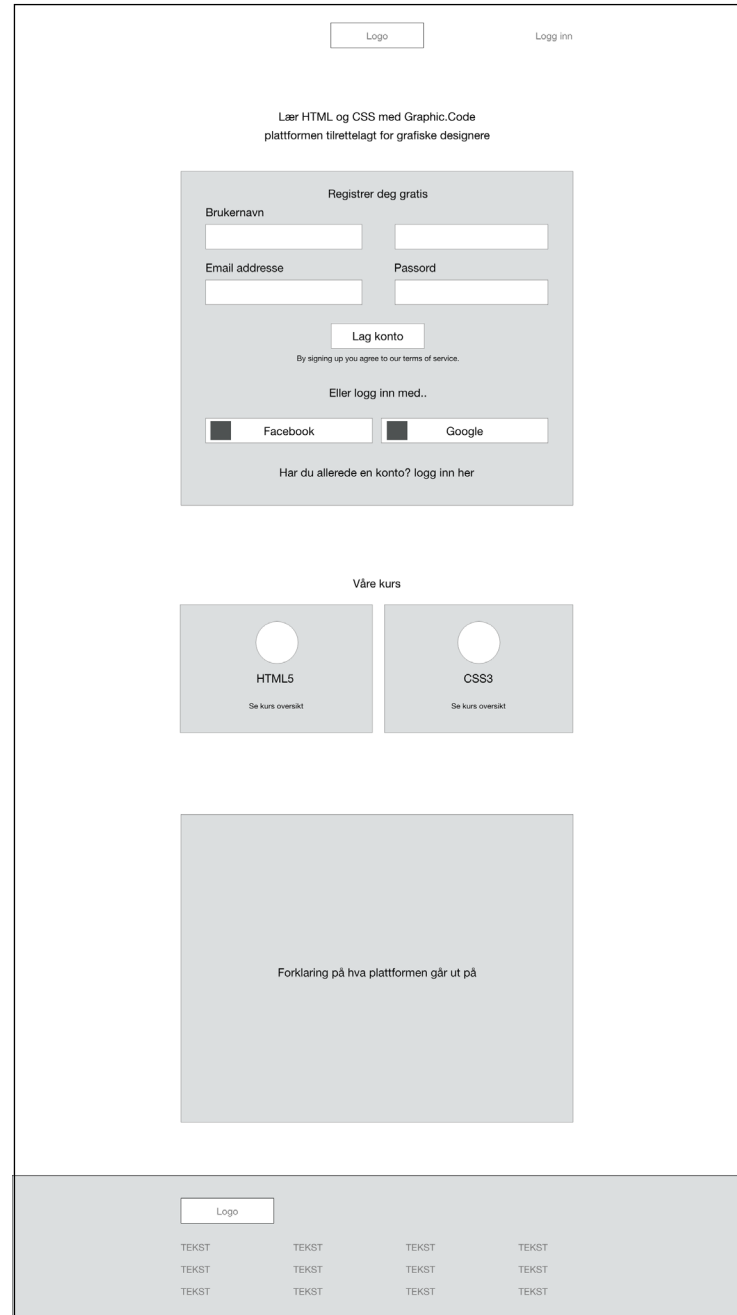 Logo
Logg inn
Lær HTML og CSS med Graphic.Code
plattformen tilrettelagt for grafiske designere
Registrer deg gratis
Brukernavn
Email addresse
Passord
Lag konto
By signing up you agree to our terms of service.
Eller logg inn med..
Facebook
Google
Har du allerede en konto? logg inn her
Våre kurs
HTML5
Se kurs oversikt
CSS3
Se kurs oversikt
Forklaring på hva plattformen går ut på
Logo
TEKST TEKST TEKST TEKST
TEKST TEKST TEKST TEKST
TEKST TEKST TEKST TEKST